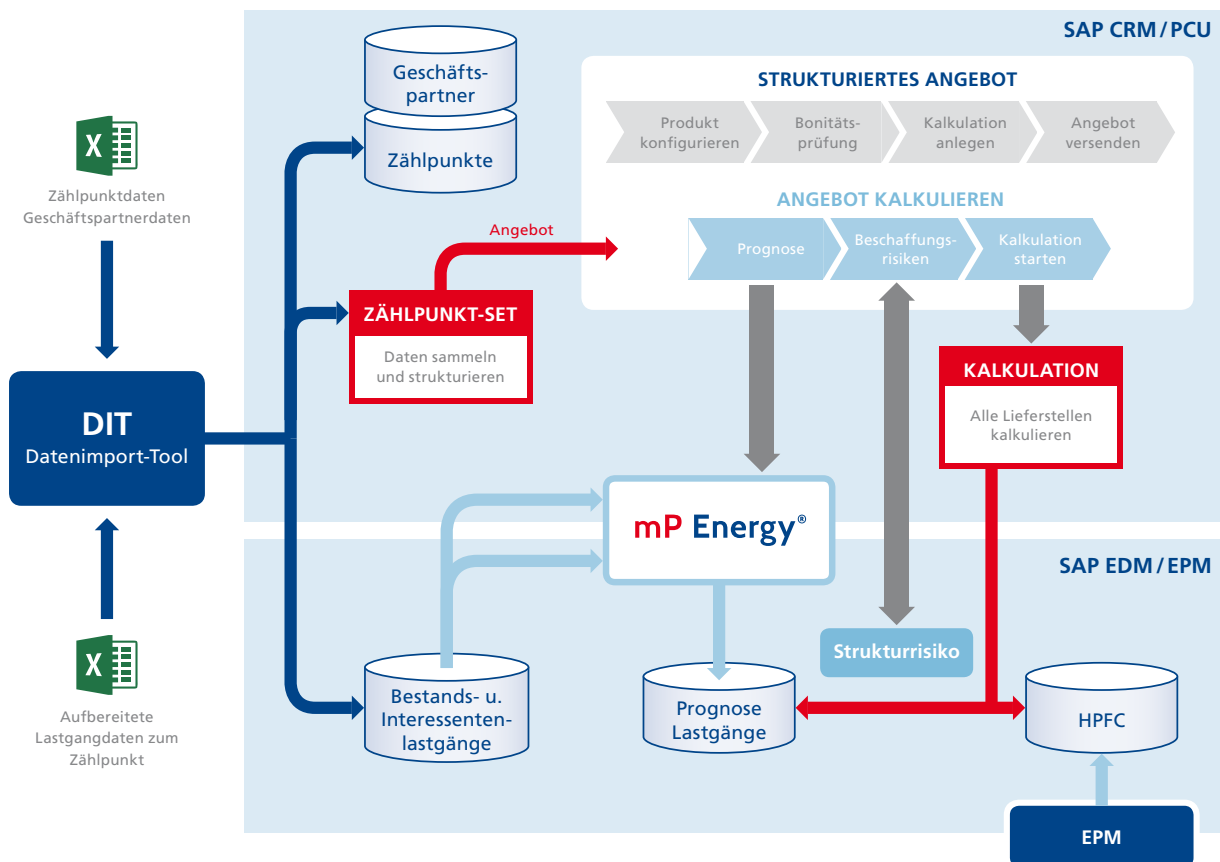 SAP CRM / PCU
Geschäfts-
partner
Zählpunkte
STRUKTURIERTES ANGEBOT
Produkt
konfigurieren
Bonitäts-
prüfung
Kalkulation
anlegen
Angebot
versenden
ANGEBOT KALKULIEREN
Prognose
Beschaffungs-
risiken
Kalkulation
starten
Zählpunktdaten
Geschäftspartnerdaten
Angebot
ZÄHLPUNKT-SET
Daten sammeln
und strukturieren
KALKULATION
Alle Lieferstellen
kalkulieren
DIT
Datenimport-Tool
mP Energy®
SAP EDM / EPM
Strukturrisiko
Aufbereitete
Lastgangdaten zum
Zählpunkt
Bestands- u.
Interessenten-
lastgänge
Prognose
Lastgänge
HPFC
EPM
X
X